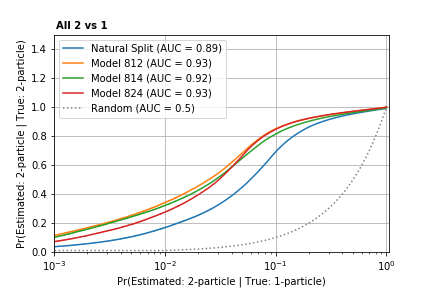 All 2 vs 1
Pr(Estimated: 2-particle | True: 2-particle)
1.4
1.2
1.0
0.8
0.6
0.4
0.2
0.0
Natural Split (AUC = 0.89)
Model 812 (AUC = 0.93)
Model 814 (AUC = 0.92)
Model 824 (AUC = 0.93)
Random (AUC = 0.5)
10⁻³ 10⁻² 10⁻¹ 10⁰
Pr(Estimated: 2-particle | True: 1-particle)